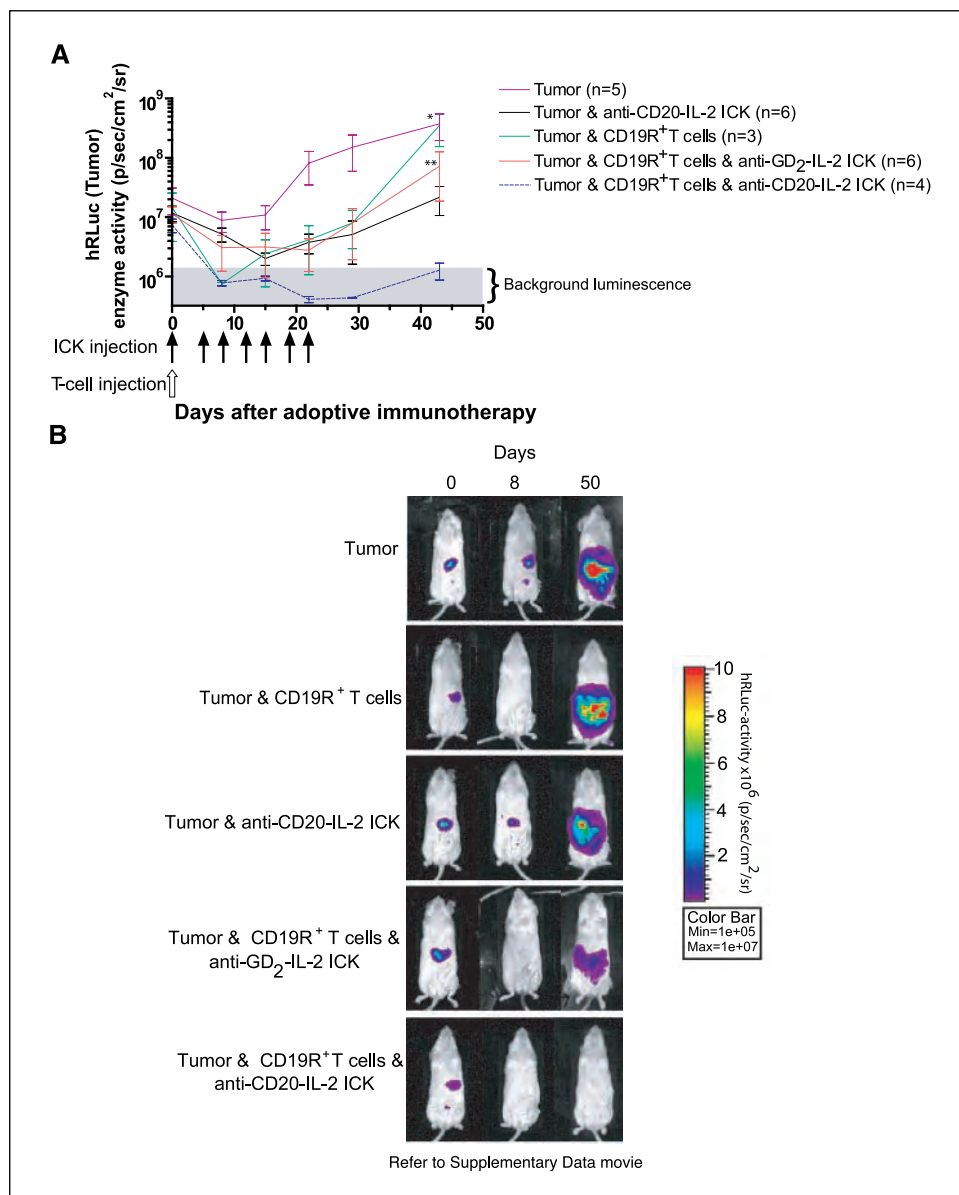 A
hRLuc (Tumor)
enzyme activity (p/sec/cm²/sr)
10⁹
10⁸
10⁷
10⁶
*
**
Tumor (n=5)
Tumor & anti-CD20-IL-2 ICK (n=6)
Tumor & CD19R⁺T cells (n=3)
Tumor & CD19R⁺T cells & anti-GD₂-IL-2 ICK (n=6)
Tumor & CD19R⁺T cells & anti-CD20-IL-2 ICK (n=4)
} Background luminescence
0 10 20 30 40 50
ICK injection
T-cell injection
Days after adoptive immunotherapy
B
Days
0 8 50
Tumor
Tumor & CD19R⁺ T cells
Tumor & anti-CD20-IL-2 ICK
Tumor & CD19R⁺ T cells &
anti-GD₂-IL-2 ICK
Tumor & CD19R⁺T cells &
anti-CD20-IL-2 ICK
10
8
6
4
2
hRLuc-activity x10⁶ (p/sec/cm²/sr)
Color Bar
Min=1e+05
Max=1e+07
Refer to Supplementary Data movie